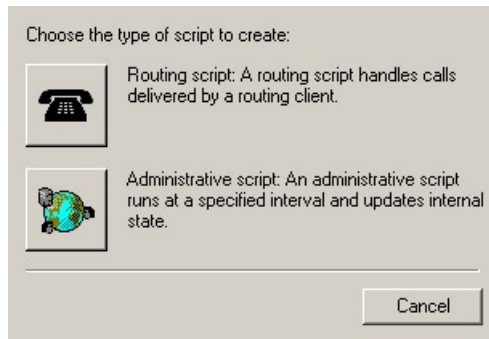 Choose the type of script to create:
Routing script: A routing script handles calls
delivered by a routing client.
Administrative script: An administrative script
runs at a specified interval and updates internal
state.
Cancel